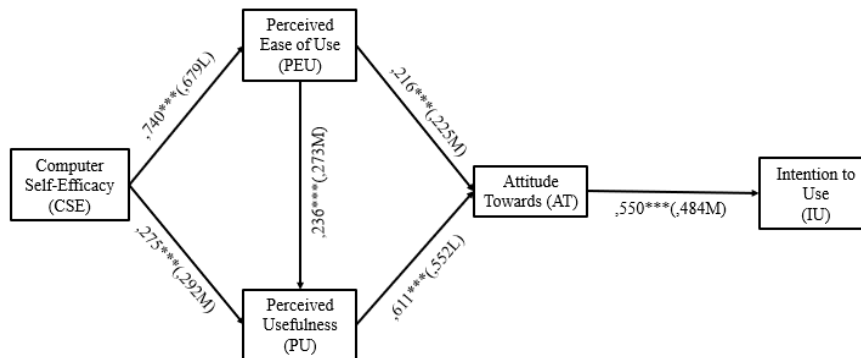 Perceived
Ease of Use
(PEU)
,740***(,679L)
,216***(,225M)
Computer
Self-Efficacy
(CSE)
,236***(,273M)
Attitude
Towards (AT)
,550***(,484M)
Intention to
Use
(IU)
,275***(,292M)
,611***(,552L)
Perceived
Usefulness
(PU)